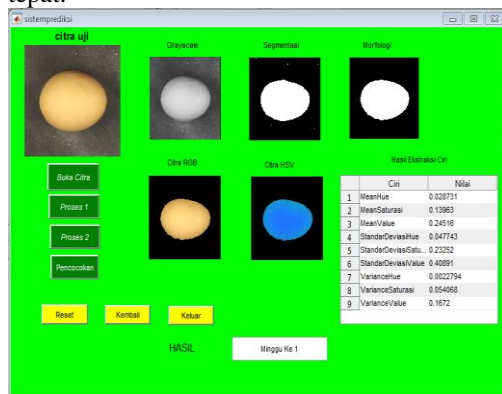 tepat.
sistemprediksi
citra uji
Grayscale
Segmentasi
Morfologi
Buka Citra
Proses 1
Proses 2
Pencocokan
Citra RGB
Citra HSV
Hasil Ekstraksi Ciri
Ciri Nilai
1 MeanHue 0.028731
2 MeanSaturasi 0.13963
3 MeanValue 0.24516
4 StandarDeviasiHue 0.047743
5 StandarDeviasiSatu... 0.23252
6 StandarDeviasiValue 0.40891
7 VarianceHue 0.0022794
8 VarianceSaturasi 0.054068
9 VarianceValue 0.1672
Reset
Kembali
Keluar
HASIL
Minggu Ke 1